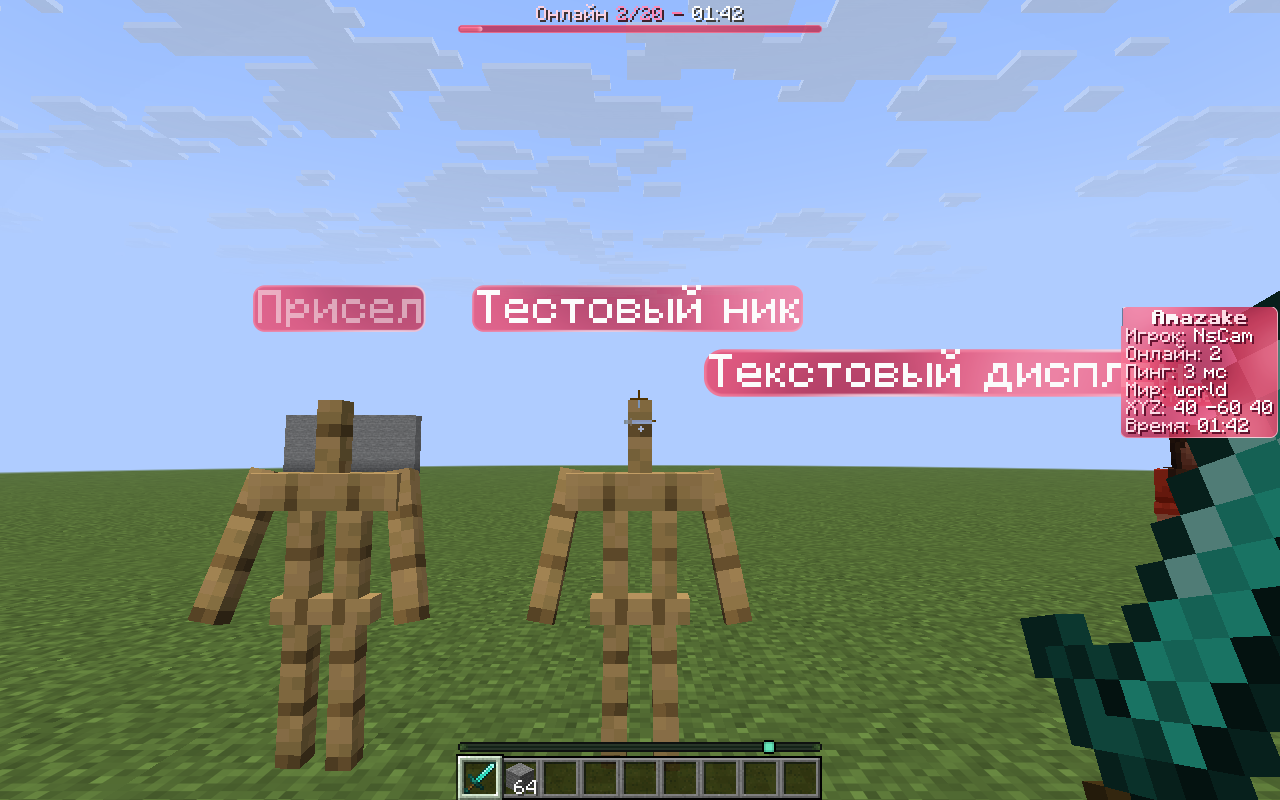 Онлайн 2/20 - 01:42
Присел
Тестовый ник
Текстовый диспл
Amazake
Игрок: NsCam
Онлайн: 2
Пинг: 3 мс
Мир: world
XYZ: 40 -60 40
Время: 01:42
64